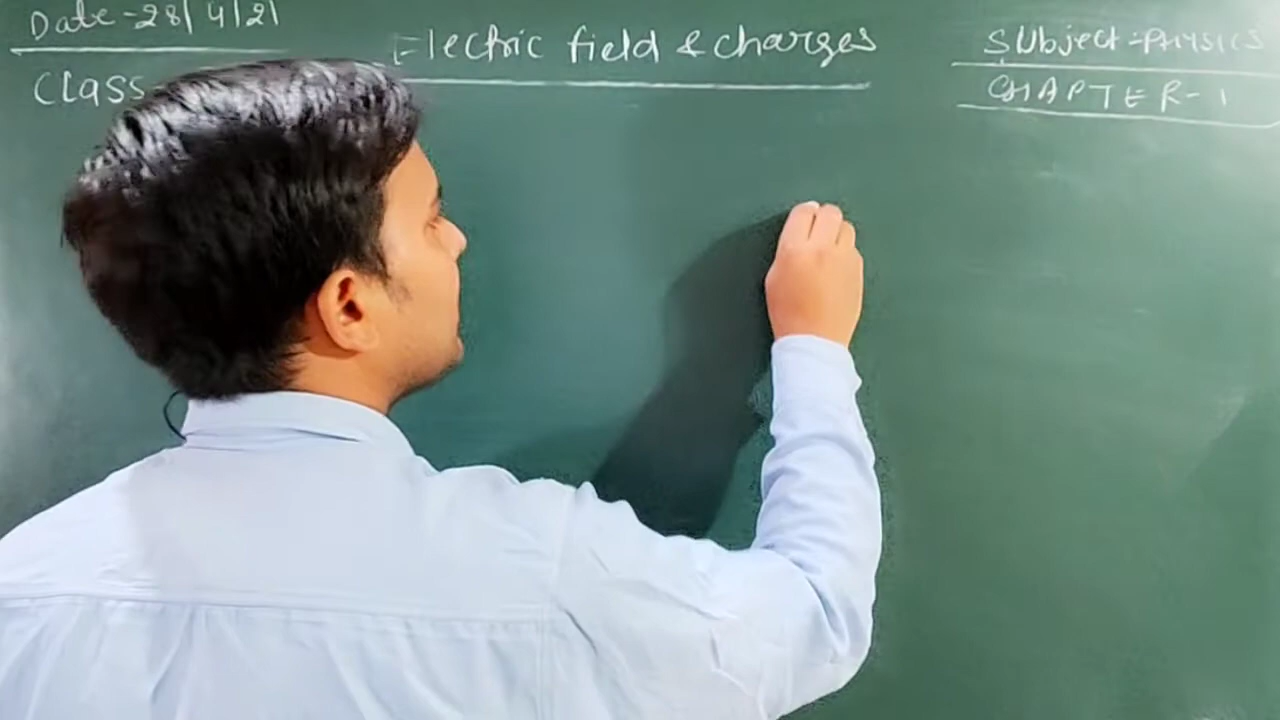 Date-28/4/21
Electric field & charges
Subject-PHYSICS
Class
CHAPTER-1